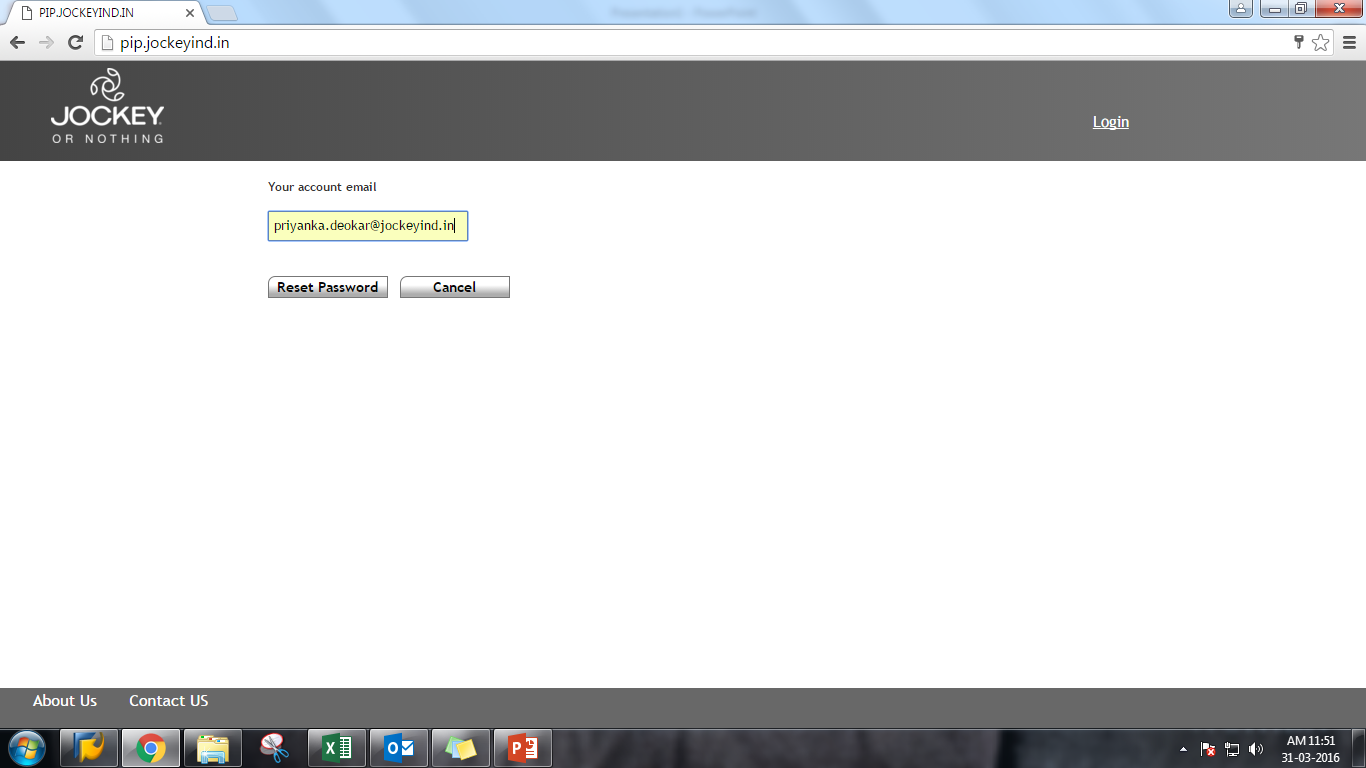 PIP.JOCKEYIND.IN
pip.jockeyind.in
JOCKEY
OR NOTHING
Login
Your account email
priyanka.deokar@jockeyind.in
Reset Password
Cancel
About Us
Contact US
AM 11:51
31-03-2016